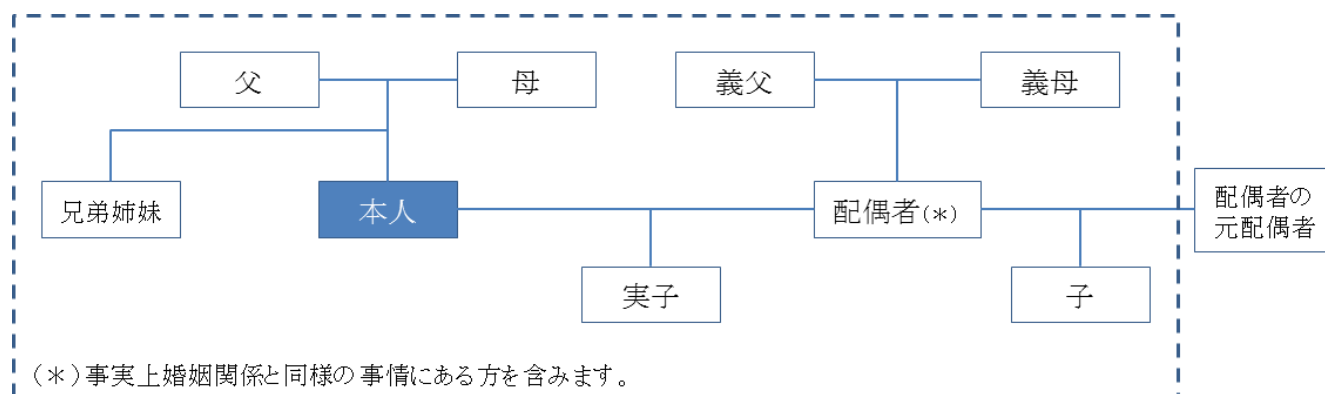 父
母
義父
義母
兄弟姉妹
本人
配偶者(*)
配偶者の
元配偶者
実子
子
(*)事実上婚姻関係と同様の事情にある方を含みます。